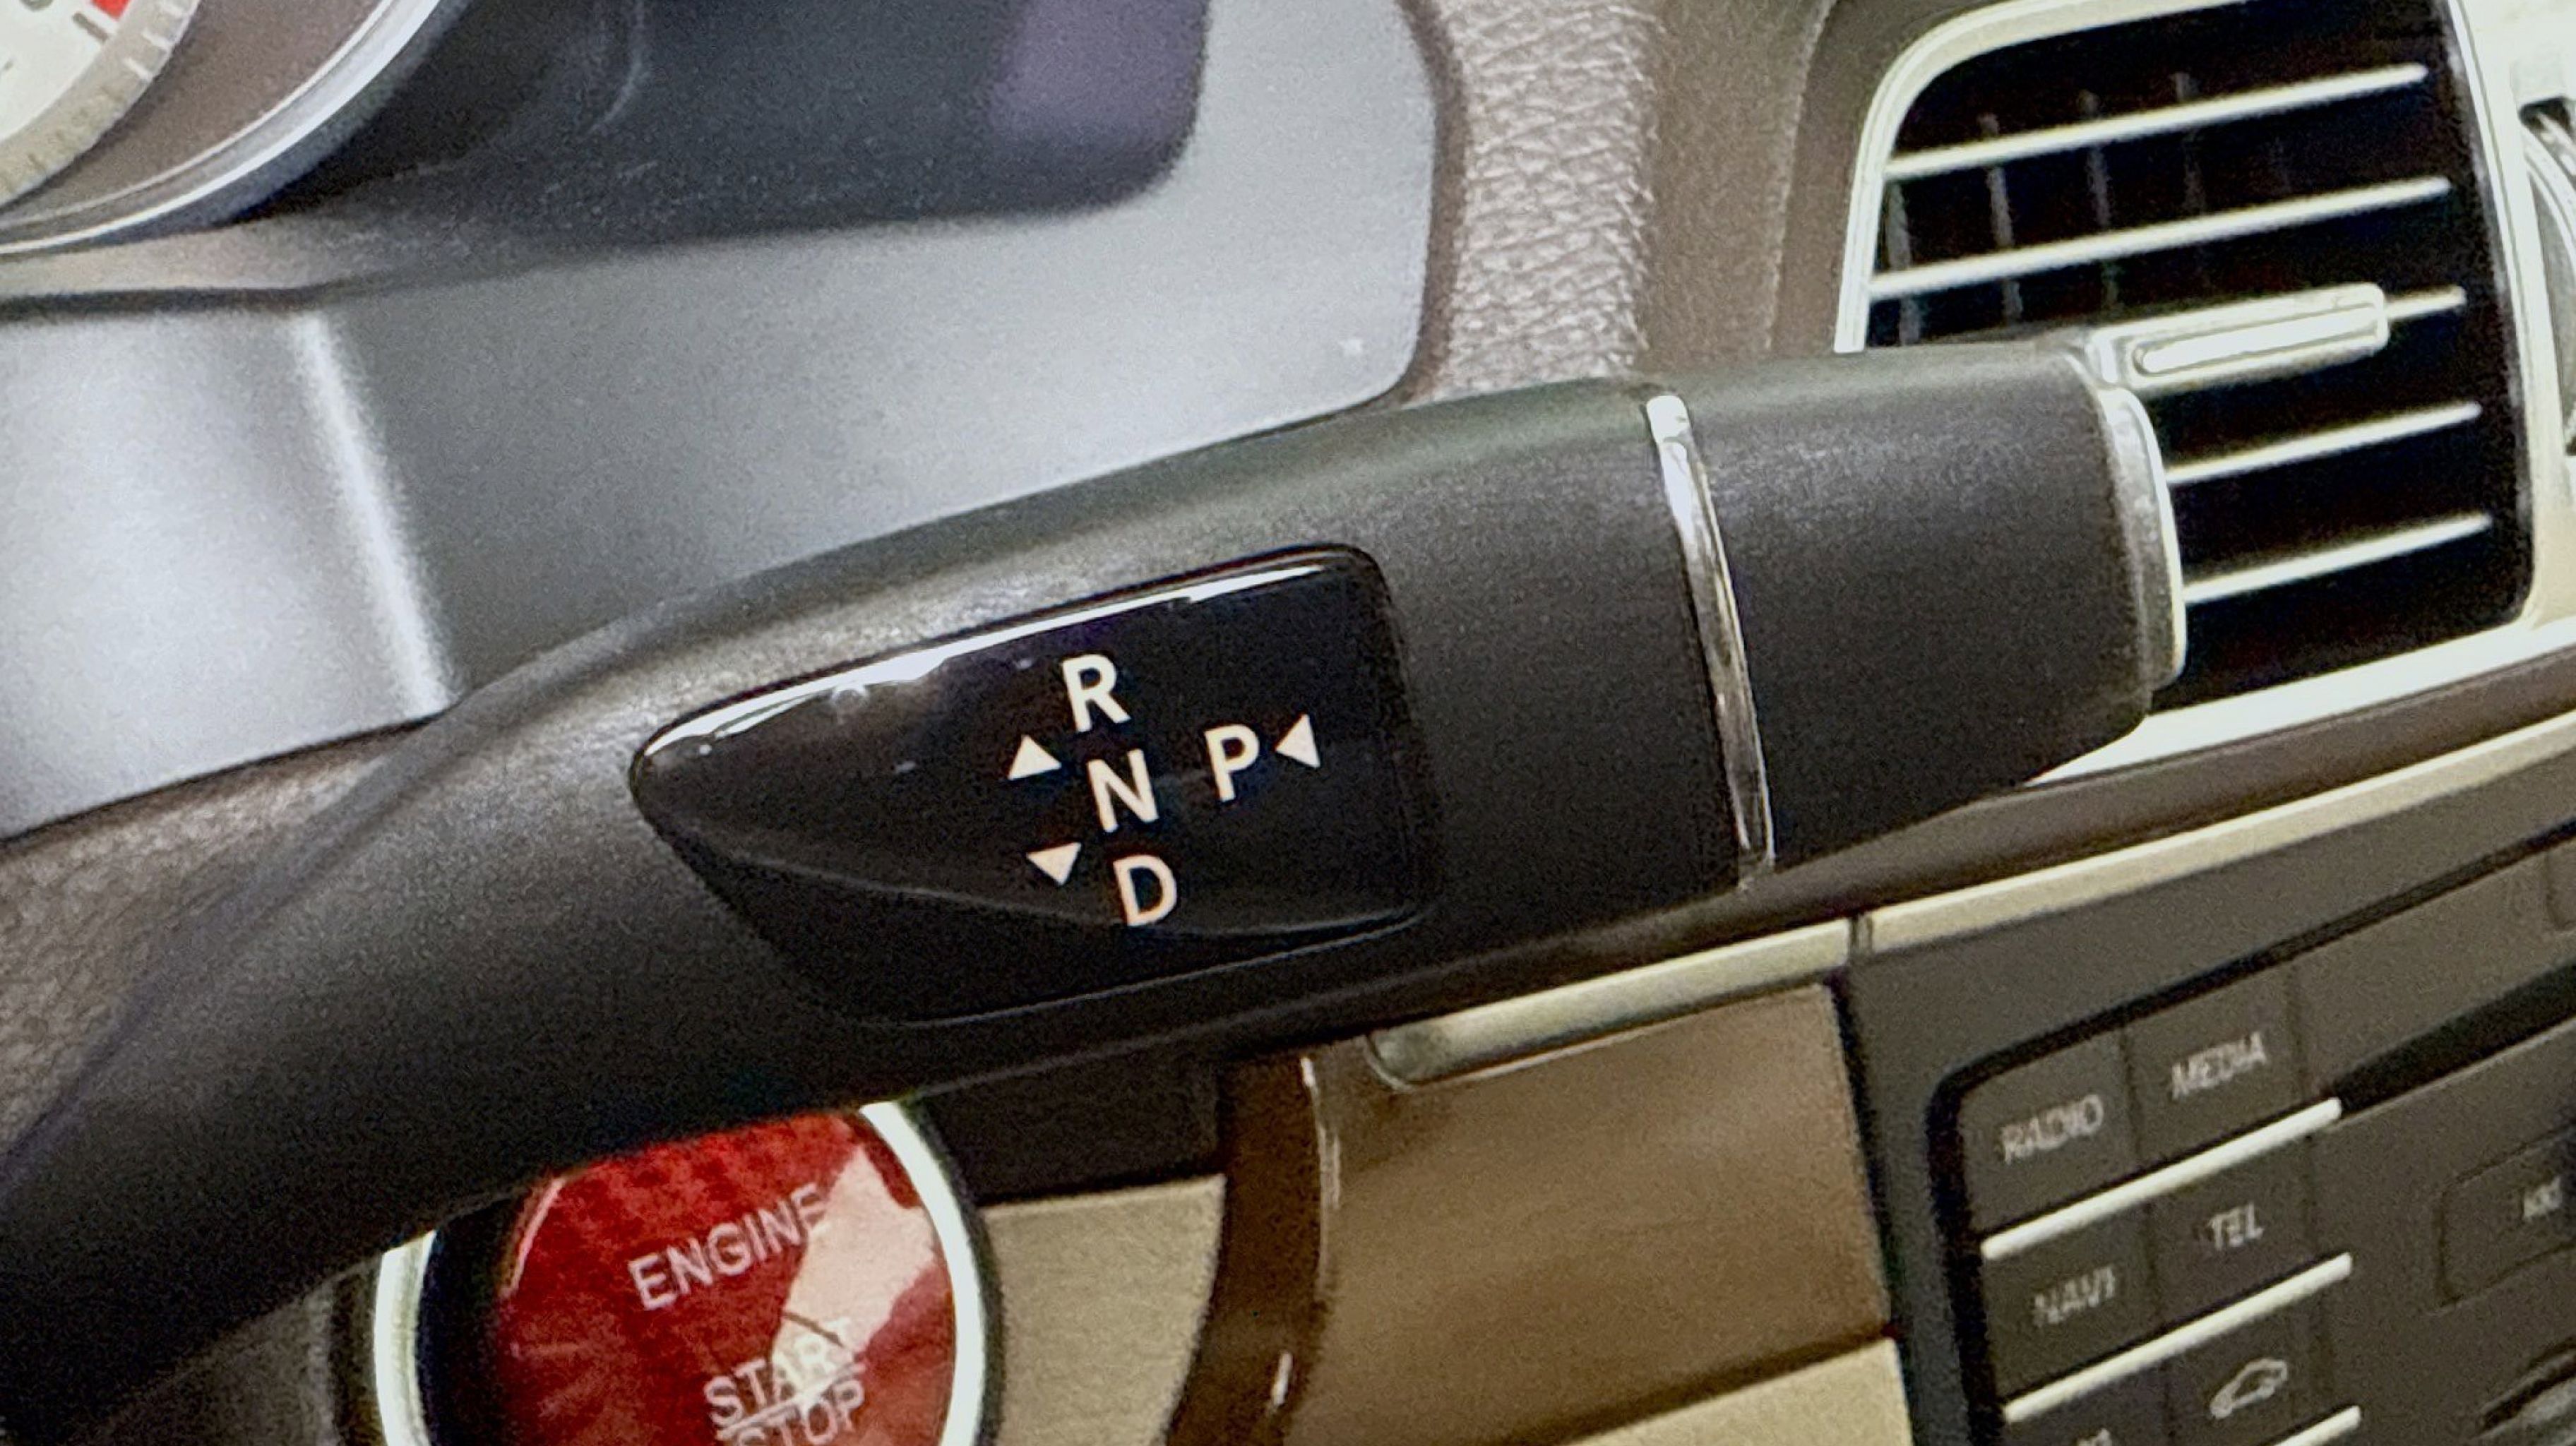 R
N P
D
ENGINE
START
STOP
RADIO MEDIA
NAVI TEL